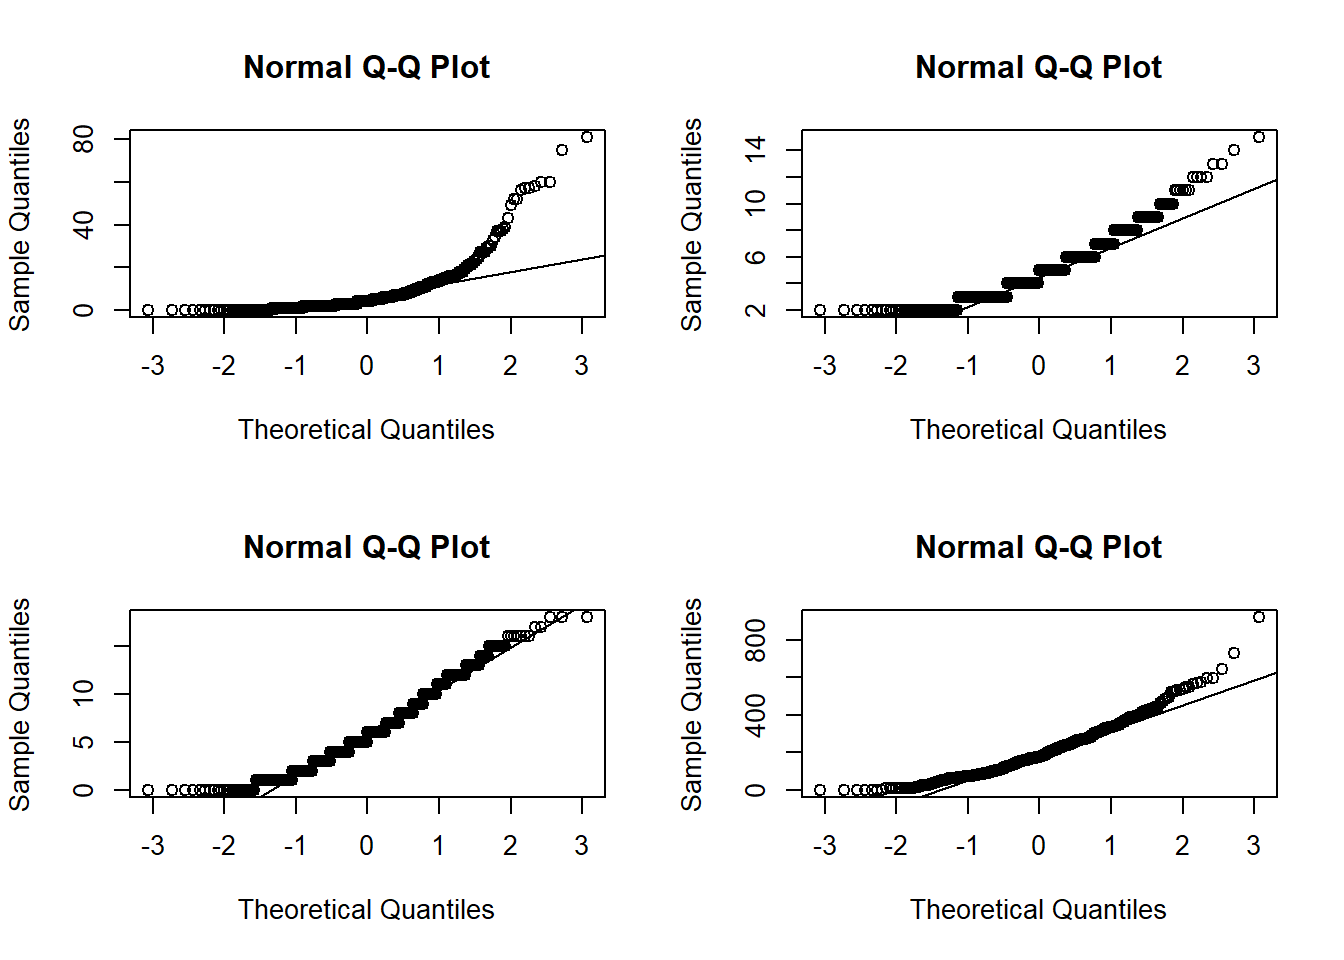 Normal Q-Q Plot
Sample Quantiles
80
40
0
-3 -2 -1 0 1 2 3
Theoretical Quantiles
Normal Q-Q Plot
Sample Quantiles
14
10
6
2
-3 -2 -1 0 1 2 3
Theoretical Quantiles
Normal Q-Q Plot
Sample Quantiles
10
5
0
-3 -2 -1 0 1 2 3
Theoretical Quantiles
Normal Q-Q Plot
Sample Quantiles
800
400
0
-3 -2 -1 0 1 2 3
Theoretical Quantiles